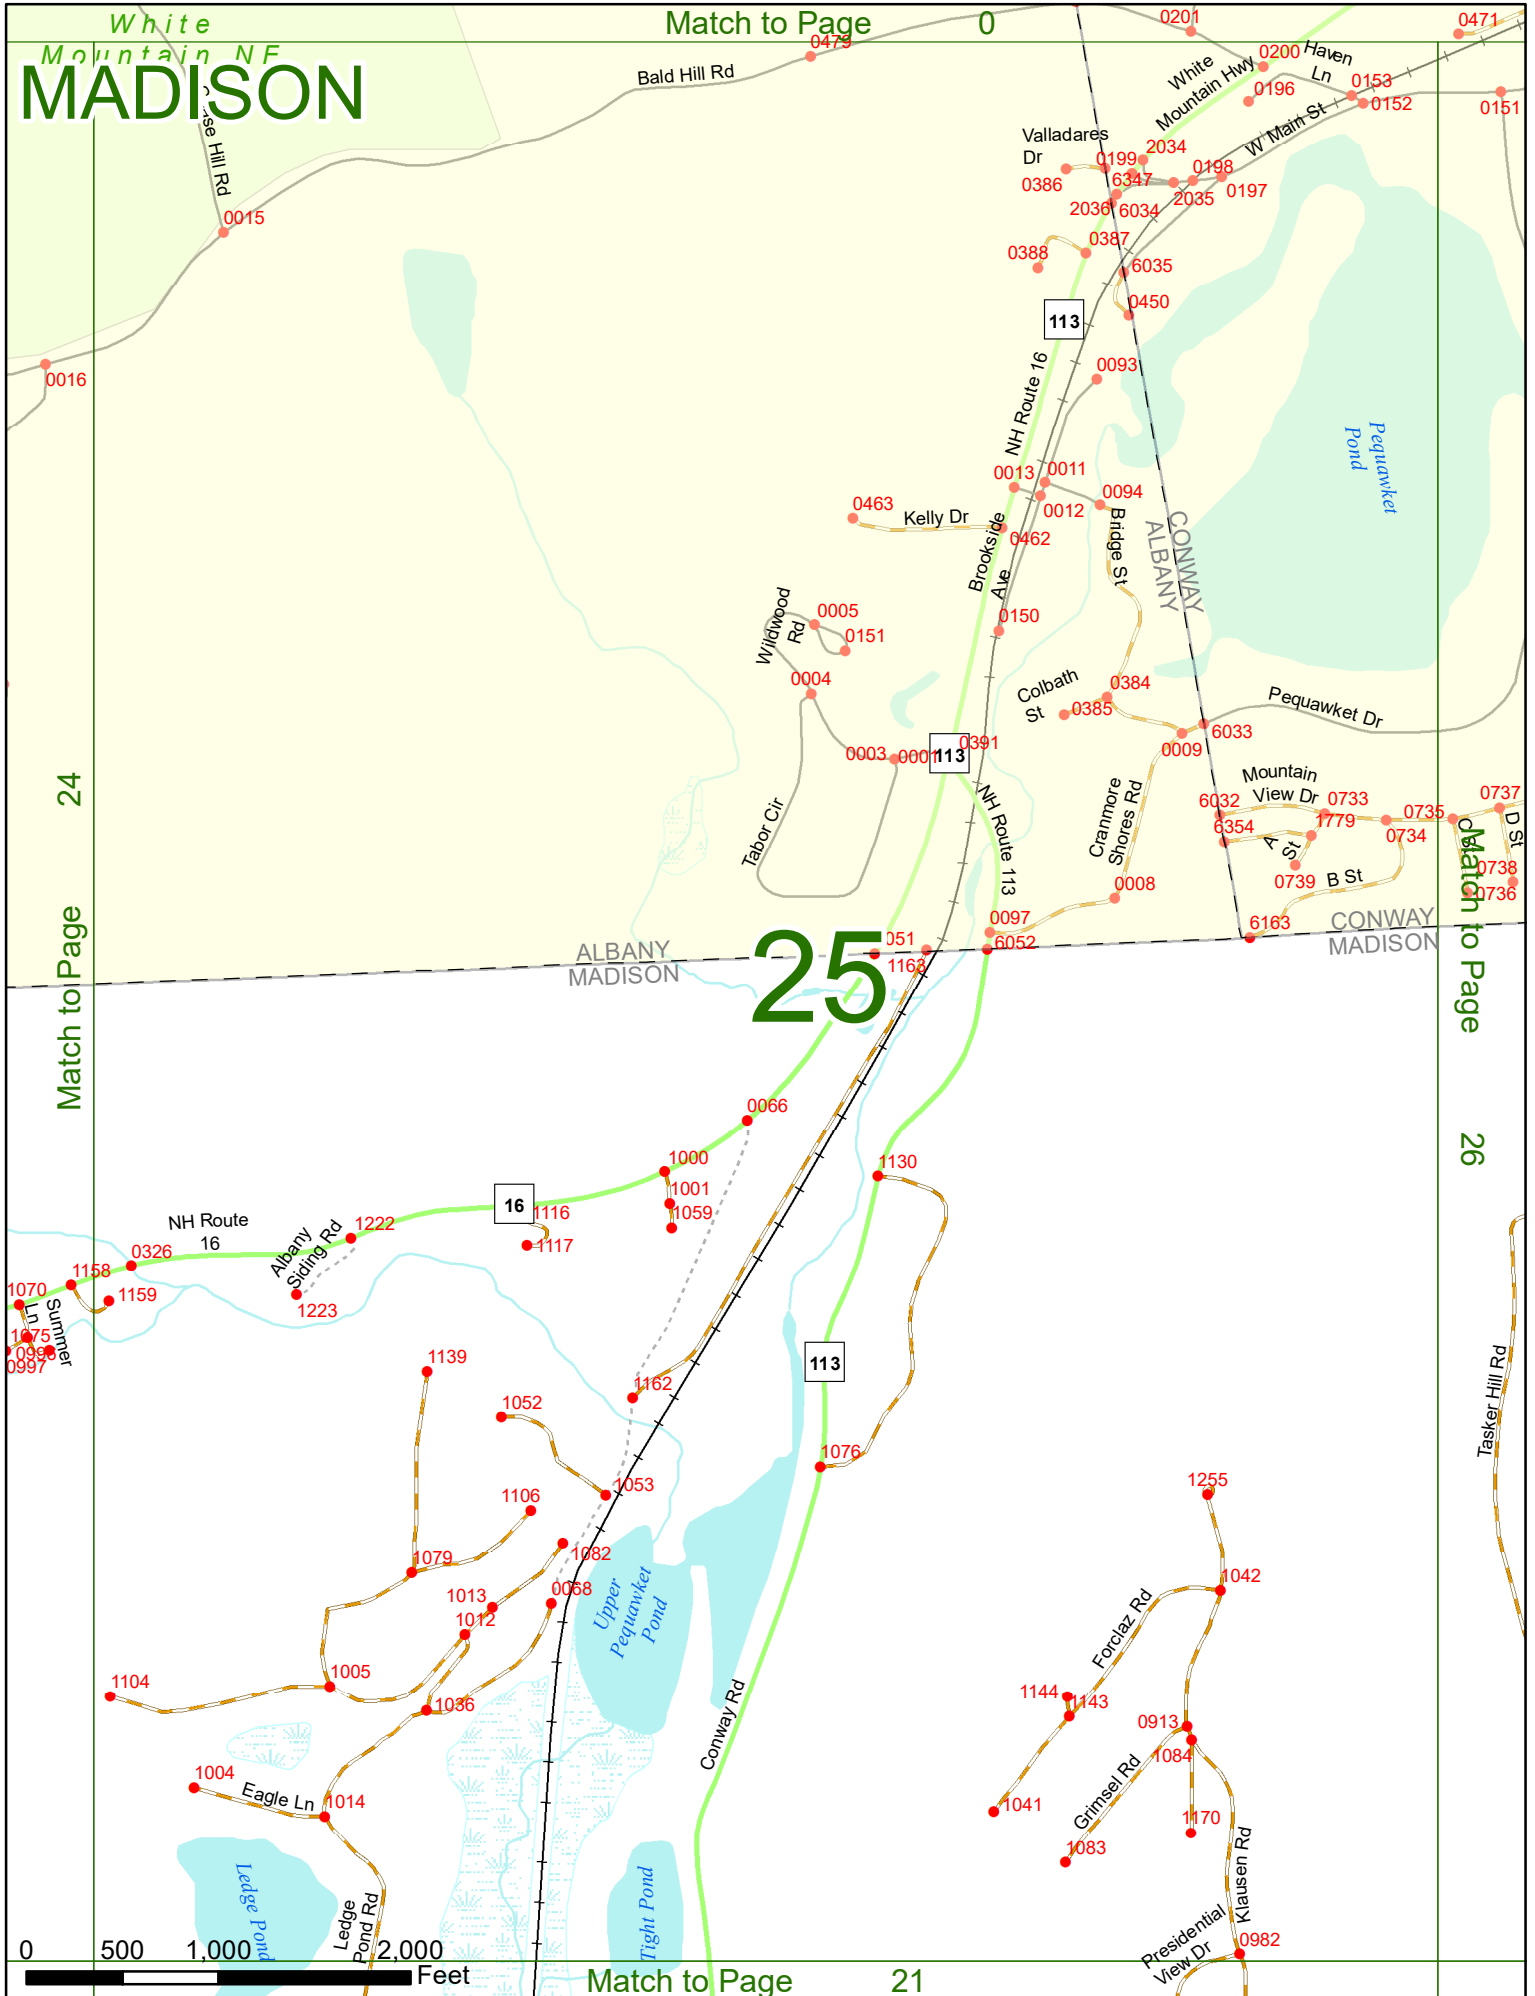 White
Mountain NF
MADISON
Match to Page 0
0201
0471
0479
Bald Hill Rd
White
Mountain Hwy
0200
Haven
Ln
0196
0153
0152
0151
W Main St
Valladares
Dr
0386
0199
2034
6347
0198
0197
2035
2036
6034
Hill Rd
0015
0388
0387
6035
0450
113
0016
0093
NH Route 16
Pequawket
Pond
0013
0011
0012
0094
0463
Kelly Dr
0462
Brookside
Ave
Bridge St
CONWAY
ALBANY
Wildwood
Rd
0005
0151
0150
0004
Colbath
St
0384
0385
Pequawket Dr
6033
0009
0003
0001
113
0391
24
Match to Page
Tabor Cir
NH Route 113
Cranmore
Shores Rd
Mountain
View Dr
6032
6354
0733
1779
0735
0734
0737
D St
A
St
0739
B St
0738
0736
0008
0097
6052
6163
CONWAY
MADISON
ALBANY
MADISON
051
1163
25
Match to Page
26
0066
1000
1001
1059
1130
16
1116
1117
NH Route
16
Albany
Siding Rd
1222
1223
0326
1158
1159
1070
Summer
Ln
1075
0997
1139
1162
113
1052
1053
1076
1106
1079
1082
1013
1012
0068
Upper
Pequawket
Pond
Tasker Hill Rd
1255
1042
Forclaz Rd
1104
1005
1036
1144
1143
0913
1084
Conway Rd
1004
Eagle Ln
1014
1041
Grimsel Rd
1083
1170
Klausen Rd
Ledge Pond
Ledge
Pond Rd
Tight Pond
Presidential
View Dr
0982
0 500 1,000 2,000
Feet
Match to Page 21